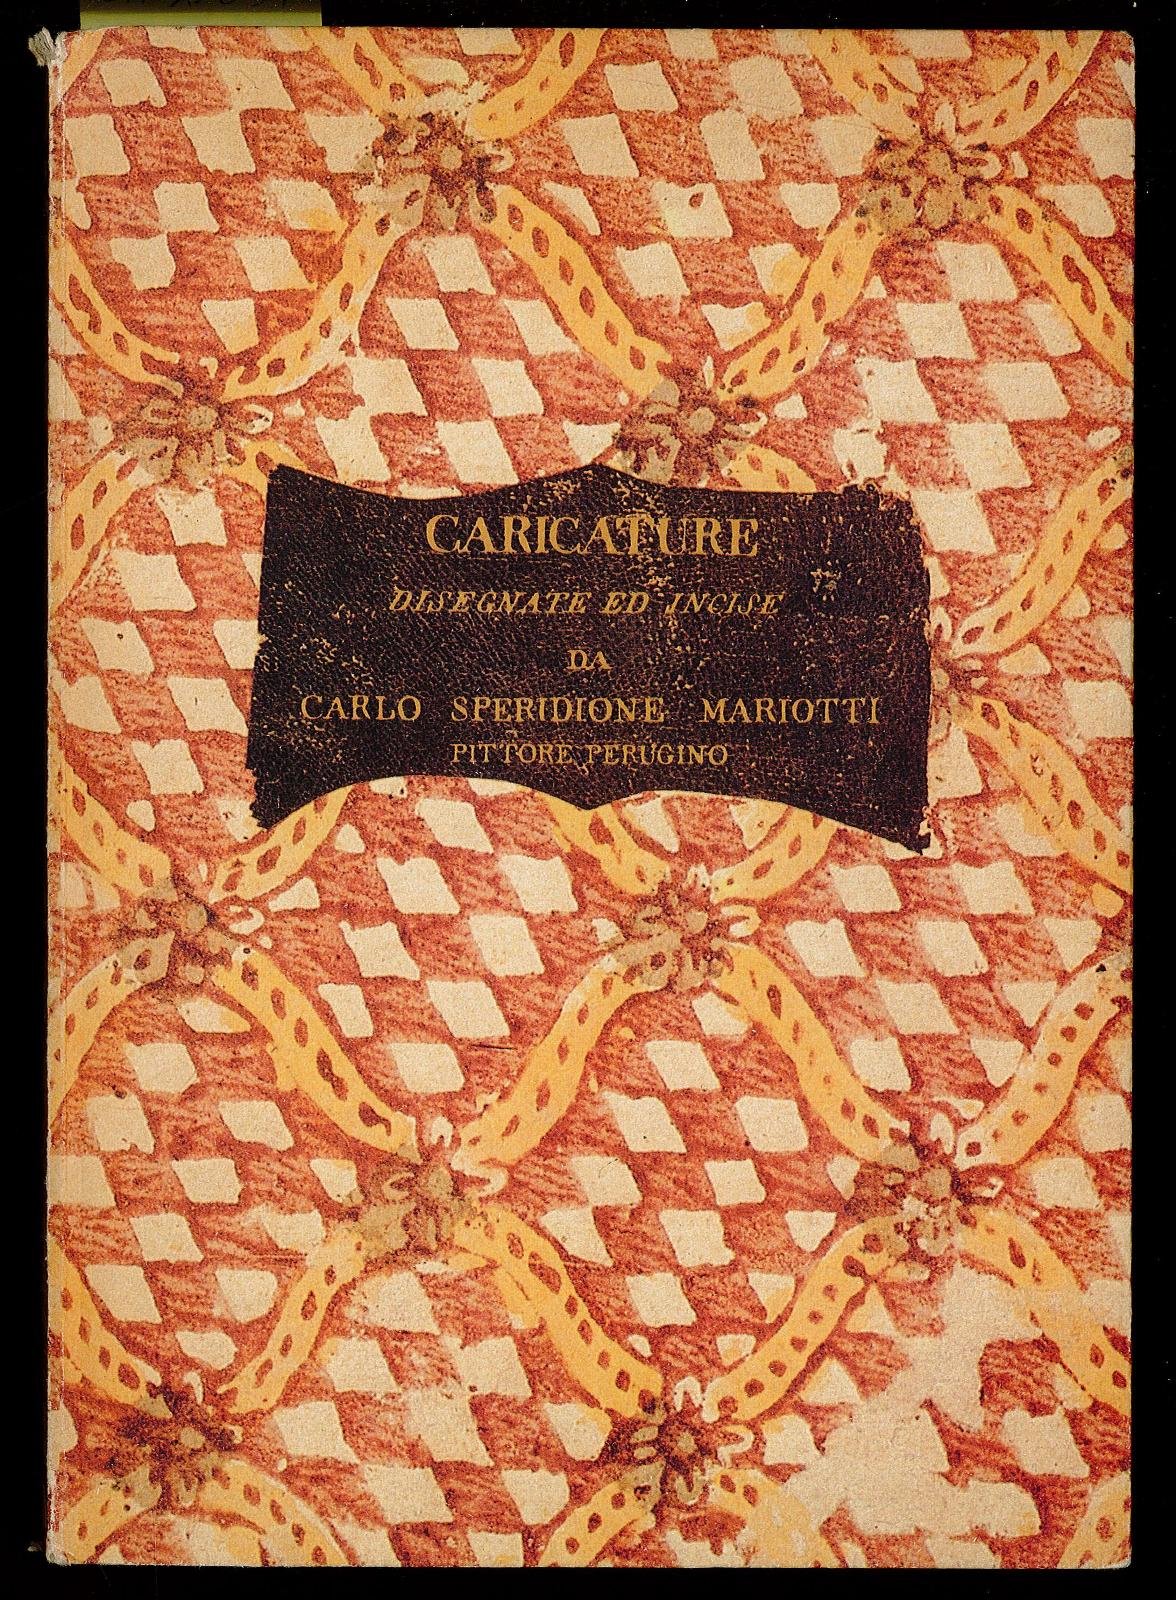 CARICATURE
DISEGNATE ED INCISE
DA
CARLO SPERIDIONE MARIOTTI
PITTORE PERUGINO